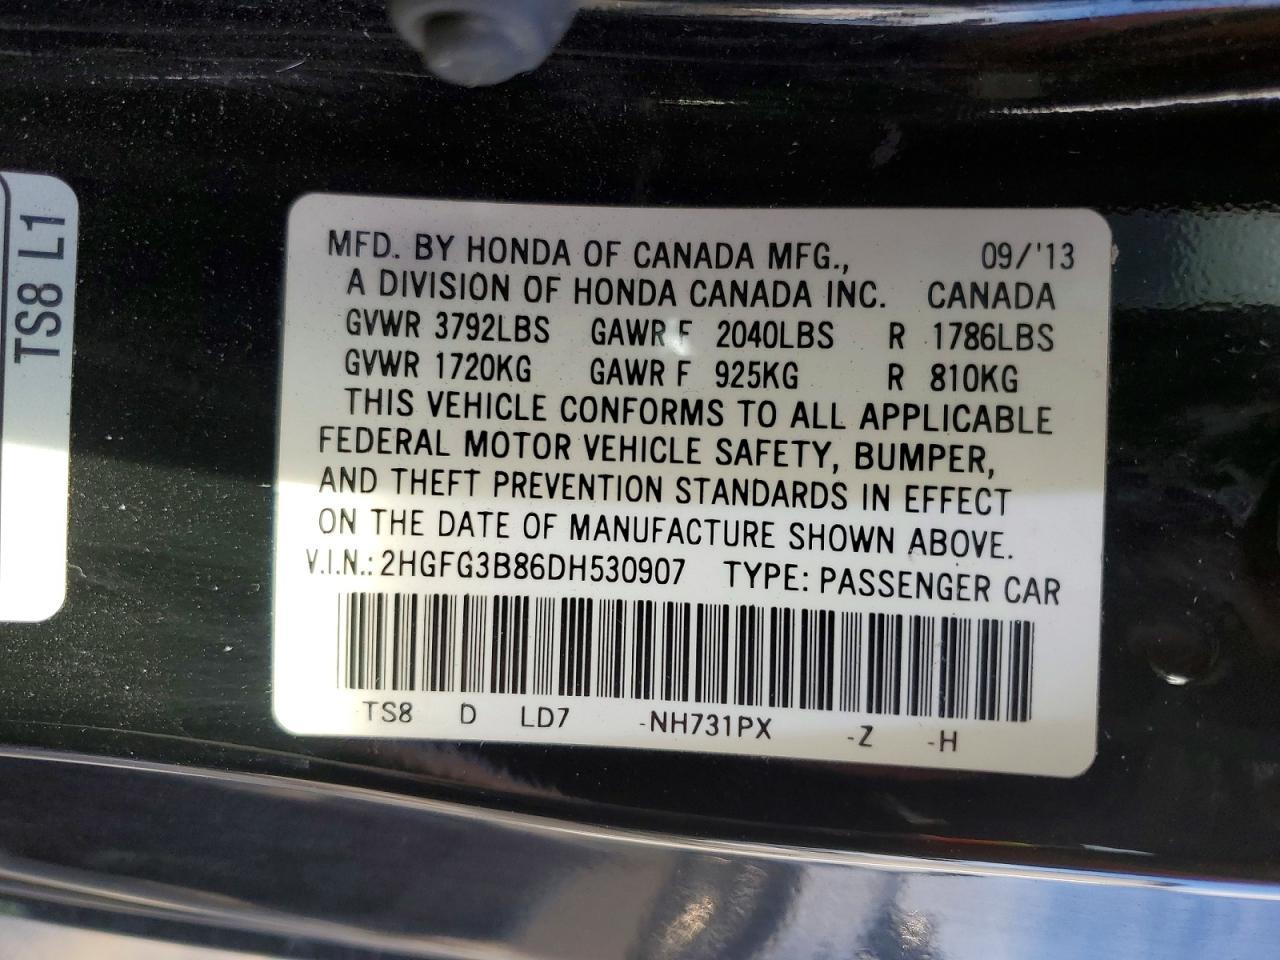 TS8 L1
MFD. BY HONDA OF CANADA MFG., 09/'13
A DIVISION OF HONDA CANADA INC. CANADA
GVWR 3792LBS GAWR F 2040LBS R 1786LBS
GVWR 1720KG GAWR F 925KG R 810KG
THIS VEHICLE CONFORMS TO ALL APPLICABLE
FEDERAL MOTOR VEHICLE SAFETY, BUMPER,
AND THEFT PREVENTION STANDARDS IN EFFECT
ON THE DATE OF MANUFACTURE SHOWN ABOVE.
V.I.N.: 2HGFG3B86DH530907 TYPE: PASSENGER CAR
TS8 D LD7 -NH731PX -Z -H